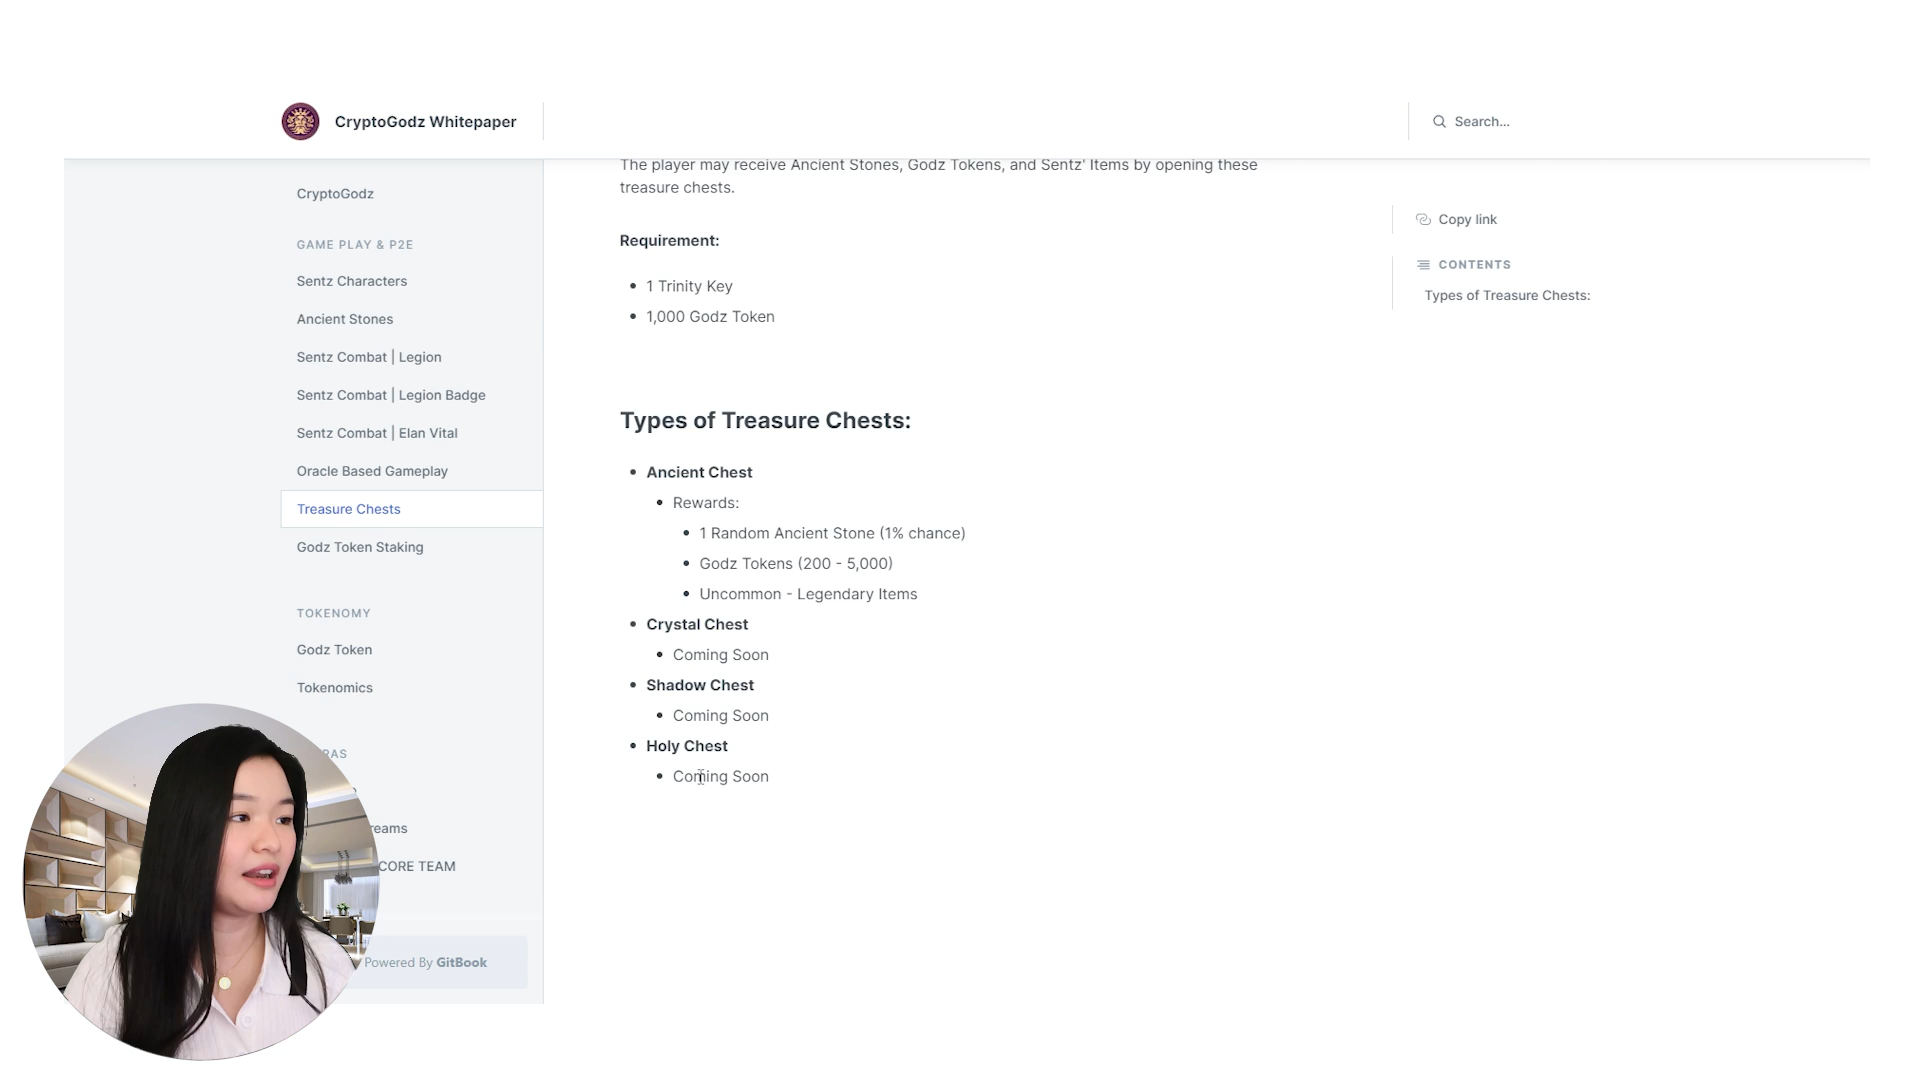 CryptoGodz Whitepaper
Search...
CryptoGodz
GAME PLAY & P2E
Sentz Characters
Ancient Stones
Sentz Combat | Legion
Sentz Combat | Legion Badge
Sentz Combat | Elan Vital
Oracle Based Gameplay
Treasure Chests
Godz Token Staking
TOKENOMY
Godz Token
Tokenomics
CORE TEAM
Powered By GitBook
The player may receive Ancient Stones, Godz Tokens, and Sentz' Items by opening these
treasure chests.
Requirement:
• 1 Trinity Key
• 1,000 Godz Token
Types of Treasure Chests:
• Ancient Chest
• Rewards:
• 1 Random Ancient Stone (1% chance)
• Godz Tokens (200 - 5,000)
• Uncommon - Legendary Items
• Crystal Chest
• Coming Soon
• Shadow Chest
• Coming Soon
• Holy Chest
• Coming Soon
Copy link
CONTENTS
Types of Treasure Chests: